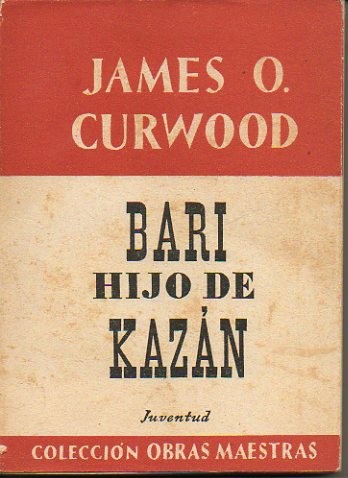 JAMES O.
CURWOOD
BARI
HIJO DE
KAZÁN
Juventud
COLECCIÓN OBRAS MAESTRAS